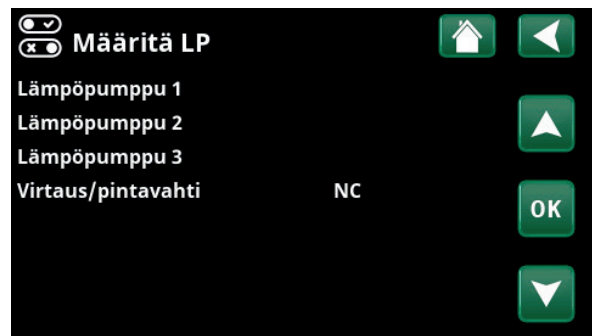 Määritä LP
Lämpöpumppu 1
Lämpöpumppu 2
Lämpöpumppu 3
Virtaus/pintavahti NC
OK